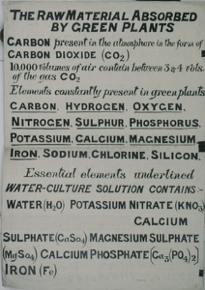 THE RAW MATERIAL ABSORBED
BY GREEN PLANTS
CARBON present in the atmosphere is the form of
CARBON DIOXIDE (CO₂)
10,000 volumes of air contain between 3 & 4 vols.
of the gas CO₂
Elements constantly present in green plants
CARBON, HYDROGEN, OXYGEN,
NITROGEN, SULPHUR, PHOSPHORUS,
POTASSIUM, CALCIUM, MAGNESIUM
IRON, SODIUM, CHLORINE, SILICON.
Essential elements underlined
WATER-CULTURE SOLUTION CONTAINS:-
WATER (H₂O) POTASSIUM NITRATE (KNO₃)
CALCIUM
SULPHATE (CaSO₄) MAGNESIUM SULPHATE
(MgSO₄) CALCIUM PHOSPHATE (Ca₃(PO₄)₂)
IRON (Fe)